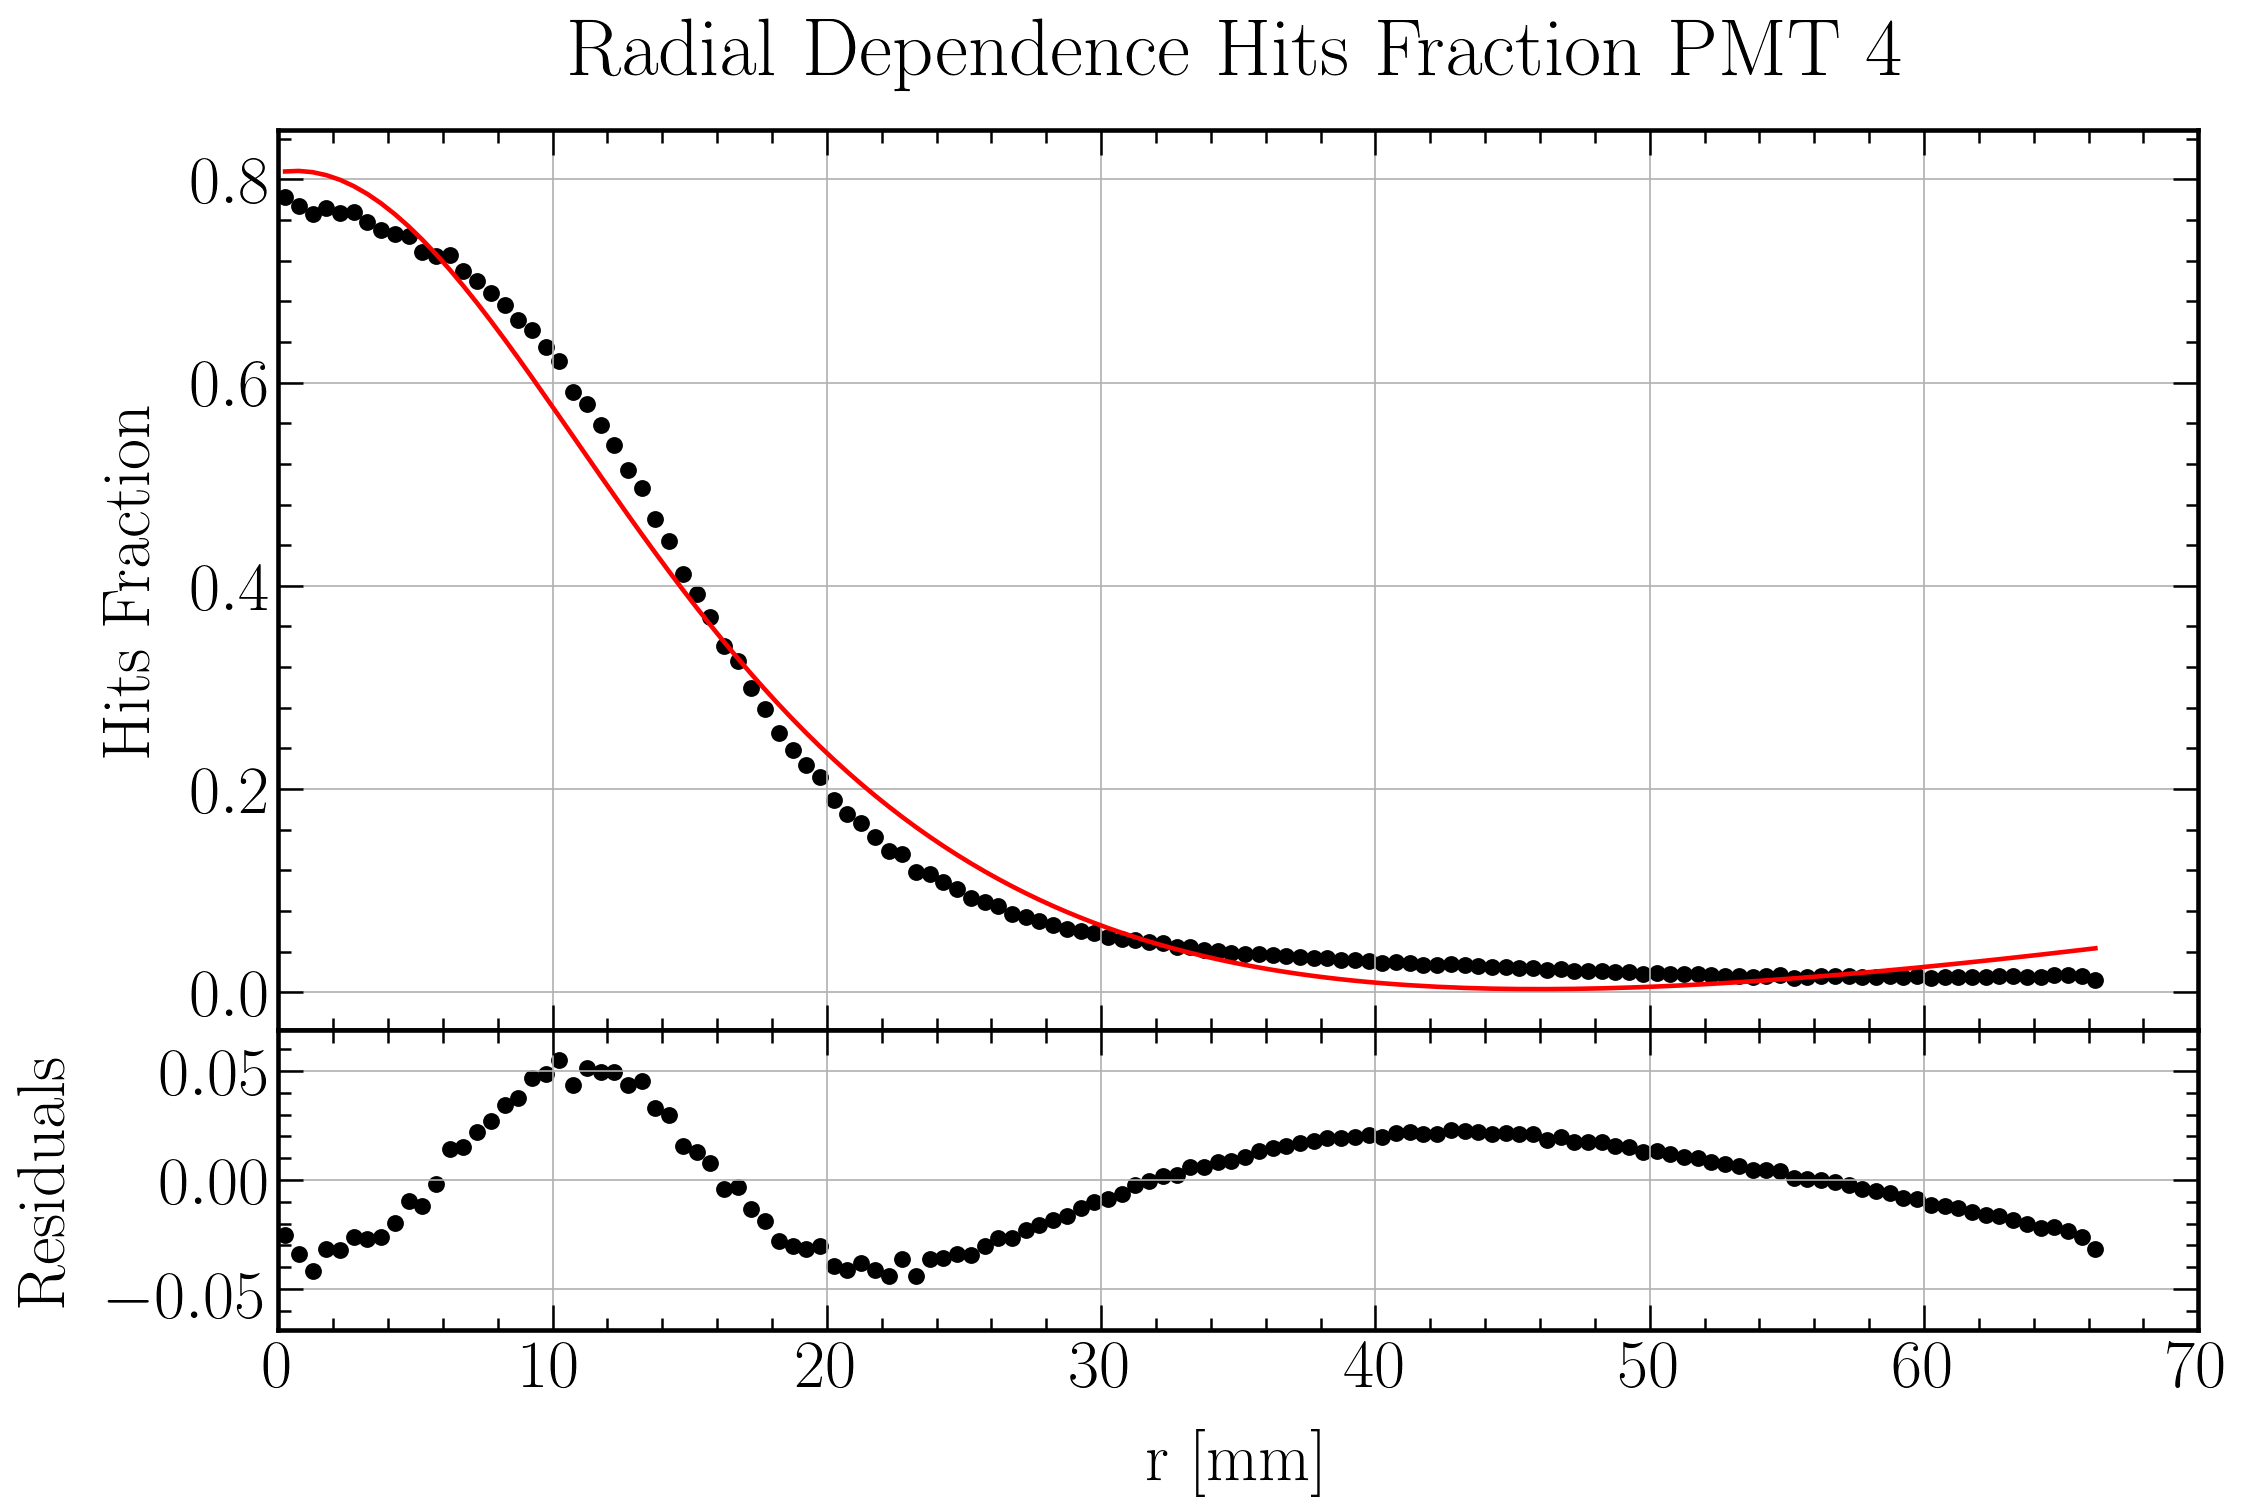 Radial Dependence Hits Fraction PMT 4
0.8
0.6
0.4
0.2
0.0
Hits Fraction
0.05
0.00
−0.05
Residuals
0 10 20 30 40 50 60 70
r [mm]